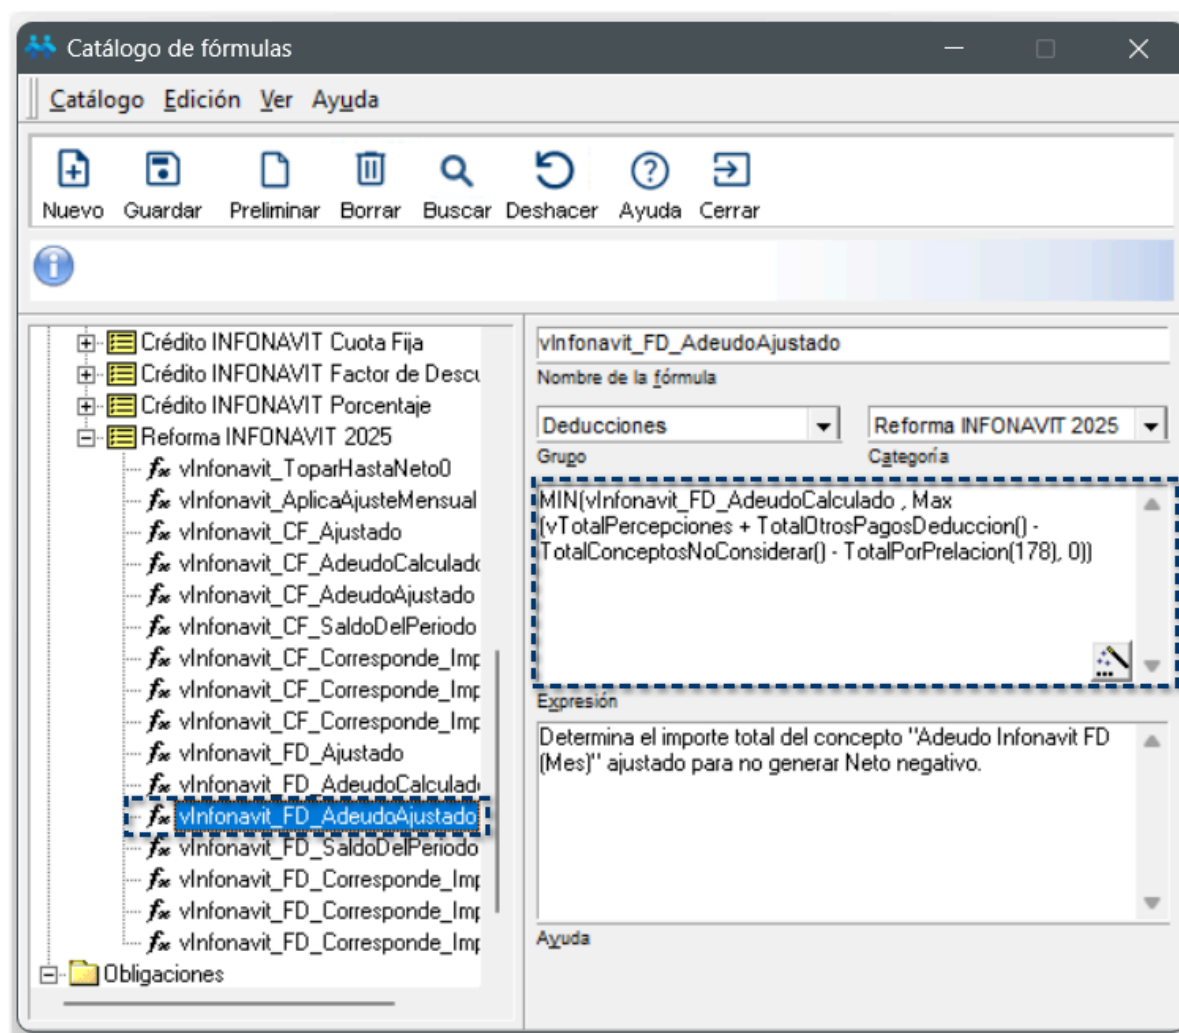 Catálogo de fórmulas
Catálogo Edición Ver Ayuda
Nuevo Guardar Preliminar Borrar Buscar Deshacer Ayuda Cerrar
Crédito INFONAVIT Cuota Fija
Crédito INFONAVIT Factor de Descu
Crédito INFONAVIT Porcentaje
Reforma INFONAVIT 2025
vInfonavit_ToparHastaNeto0
vInfonavit_AplicaAjusteMensual
vInfonavit_CF_Ajustado
vInfonavit_CF_AdeudoCalculado
vInfonavit_CF_AdeudoAjustado
vInfonavit_CF_SaldoDelPeriodo
vInfonavit_CF_Corresponde_Imp
vInfonavit_CF_Corresponde_Imp
vInfonavit_CF_Corresponde_Imp
vInfonavit_FD_Ajustado
vInfonavit_FD_AdeudoCalculado
vInfonavit_FD_AdeudoAjustado
vInfonavit_FD_SaldoDelPeriodo
vInfonavit_FD_Corresponde_Imp
vInfonavit_FD_Corresponde_Imp
vInfonavit_FD_Corresponde_Imp
Obligaciones
vInfonavit_FD_AdeudoAjustado
Nombre de la fórmula
Deducciones Reforma INFONAVIT 2025
Grupo Categoría
MIN(vInfonavit_FD_AdeudoCalculado , Max
(vTotalPercepciones + TotalOtrosPagosDeduccion() -
TotalConceptosNoConsiderar() - TotalPorPrelacion(178), 0))
Expresión
Determina el importe total del concepto "Adeudo Infonavit FD
(Mes)" ajustado para no generar Neto negativo.
Ayuda